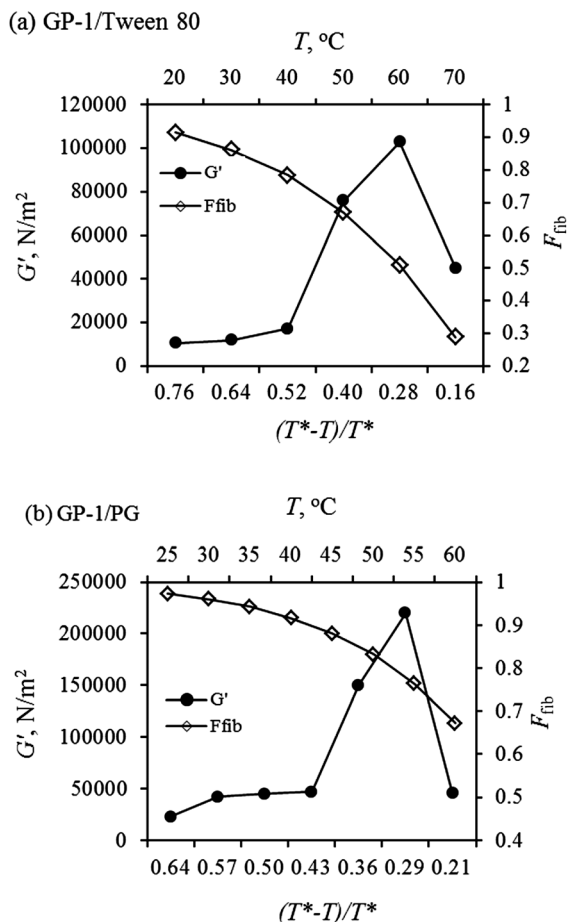 (a) GP-1/Tween 80
T, °C
20 30 40 50 60 70
120000 1
100000 0.9
80000 0.8
60000 0.7
40000 0.6
20000 0.5
0 0.4
0.3
0.2
G', N/m²
G'
Ffib
F_fib
0.76 0.64 0.52 0.40 0.28 0.16
(T*-T)/T*
(b) GP-1/PG
T, °C
25 30 35 40 45 50 55 60
250000 1
200000 0.9
150000 0.8
100000 0.7
50000 0.6
0 0.5
0.4
G', N/m²
G'
Ffib
F_fib
0.64 0.57 0.50 0.43 0.36 0.29 0.21
(T*-T)/T*